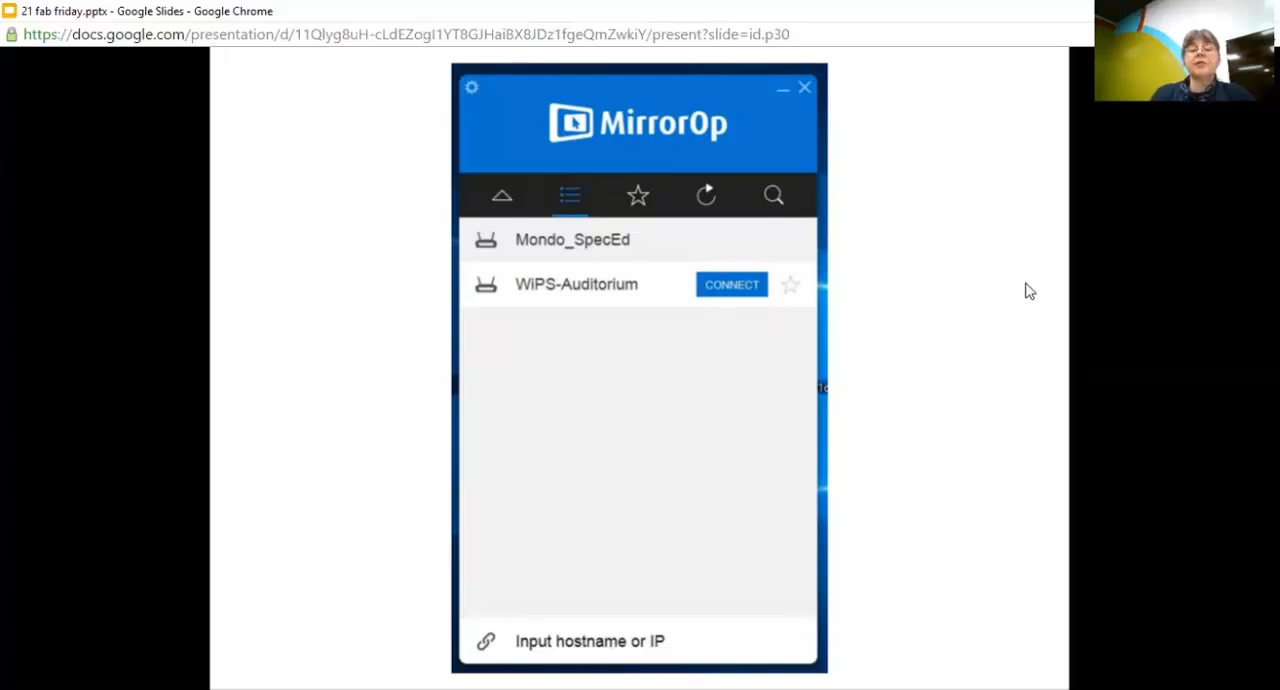 21 fab friday.pptx - Google Slides - Google Chrome
https://docs.google.com/presentation/d/11Qlyg8uH-cLdEZogI1YT8GJHaiBX8JDz1fgeQmZwkiY/present?slide=id.p30
MirrorOp
Mondo_SpecEd
WiPS-Auditorium CONNECT
Input hostname or IP